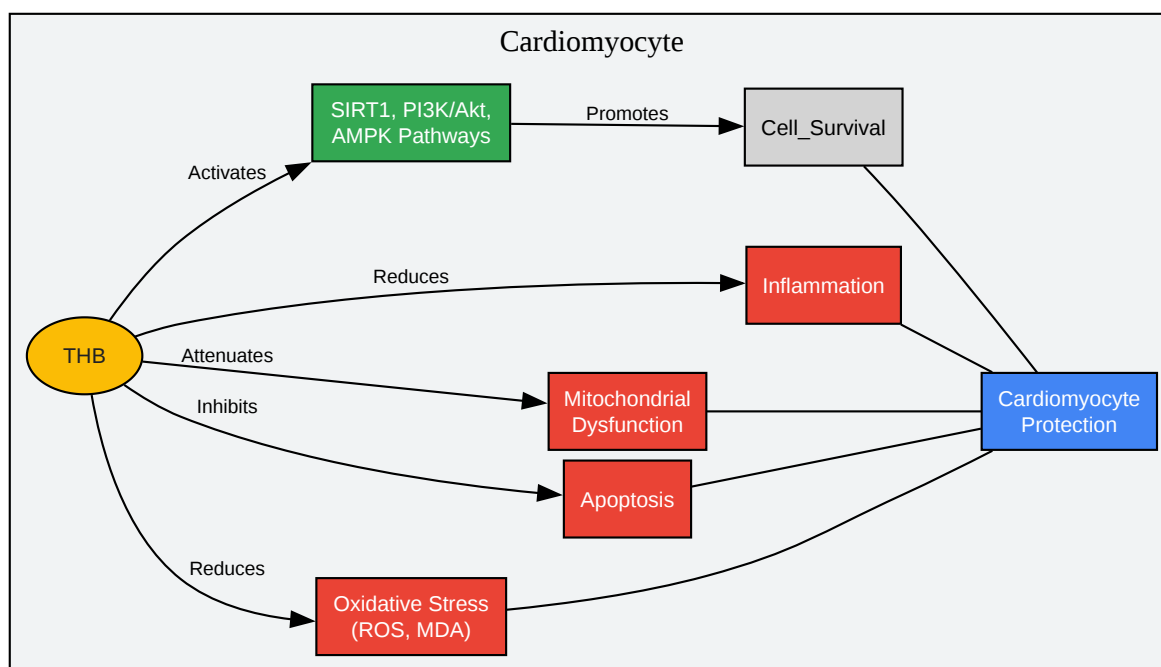 Cardiomyocyte
SIRT1, PI3K/Akt,
AMPK Pathways
Promotes
Cell_Survival
Activates
Reduces
Inflammation
THB
Attenuates
Inhibits
Mitochondrial
Dysfunction
Cardiomyocyte
Protection
Apoptosis
Reduces
Oxidative Stress
(ROS, MDA)